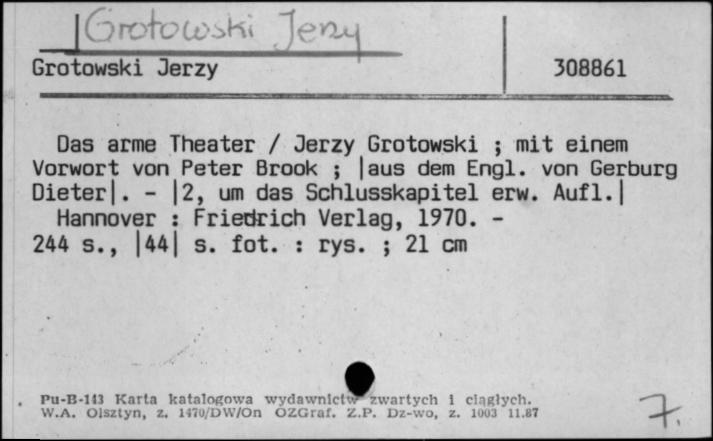 Grotowski Jerzy
Grotowski Jerzy 308861
Das arme Theater / Jerzy Grotowski ; mit einem
Vorwort von Peter Brook ; |aus dem Engl. von Gerburg
Dieter|. - |2, um das Schlusskapitel erw. Aufl.|
Hannover : Friedrich Verlag, 1970. -
244 s., |44| s. fot. : rys. ; 21 cm
Pu-B-143 Karta katalogowa wydawnictw zwartych i ciągłych.
W.A. Olsztyn, z. 1470/DW/On OZGraf. Z.P. Dz-wo, z. 1003 11.87
7.